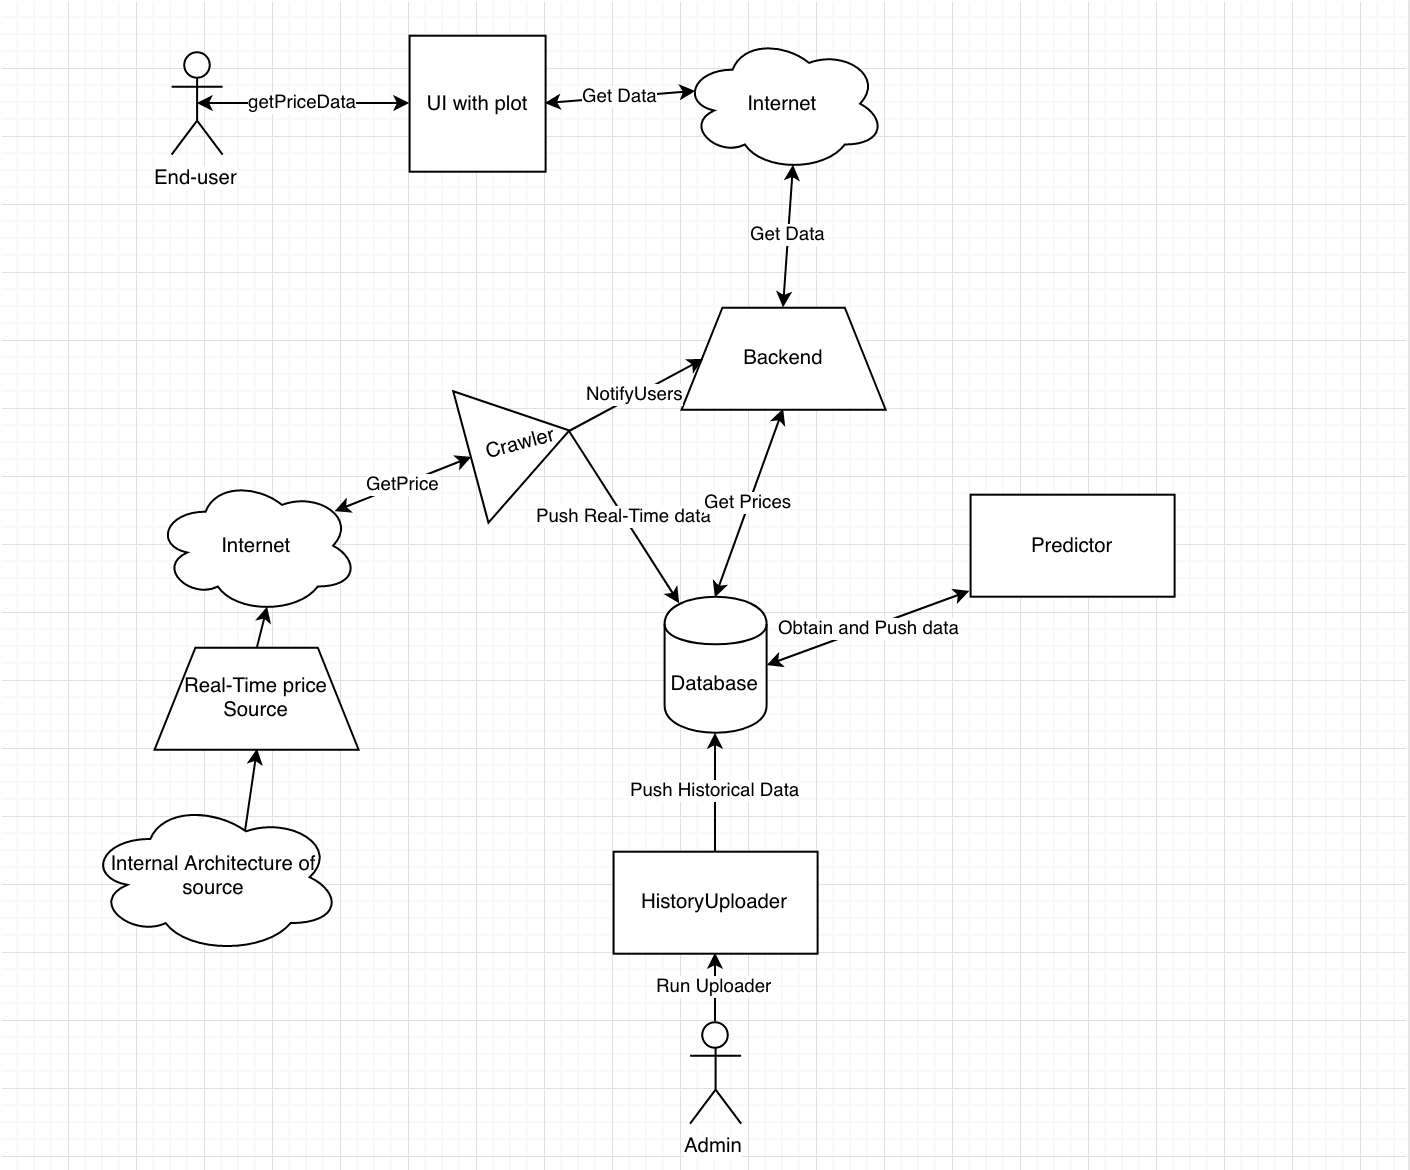 getPriceData
UI with plot
Get Data
Internet
End-user
Get Data
Backend
NotifyUsers
Crawler
GetPrice
Push Real-Time data
Get Prices
Internet
Predictor
Obtain and Push data
Real-Time price
Source
Database
Push Historical Data
Internal Architecture of
source
HistoryUploader
Run Uploader
Admin